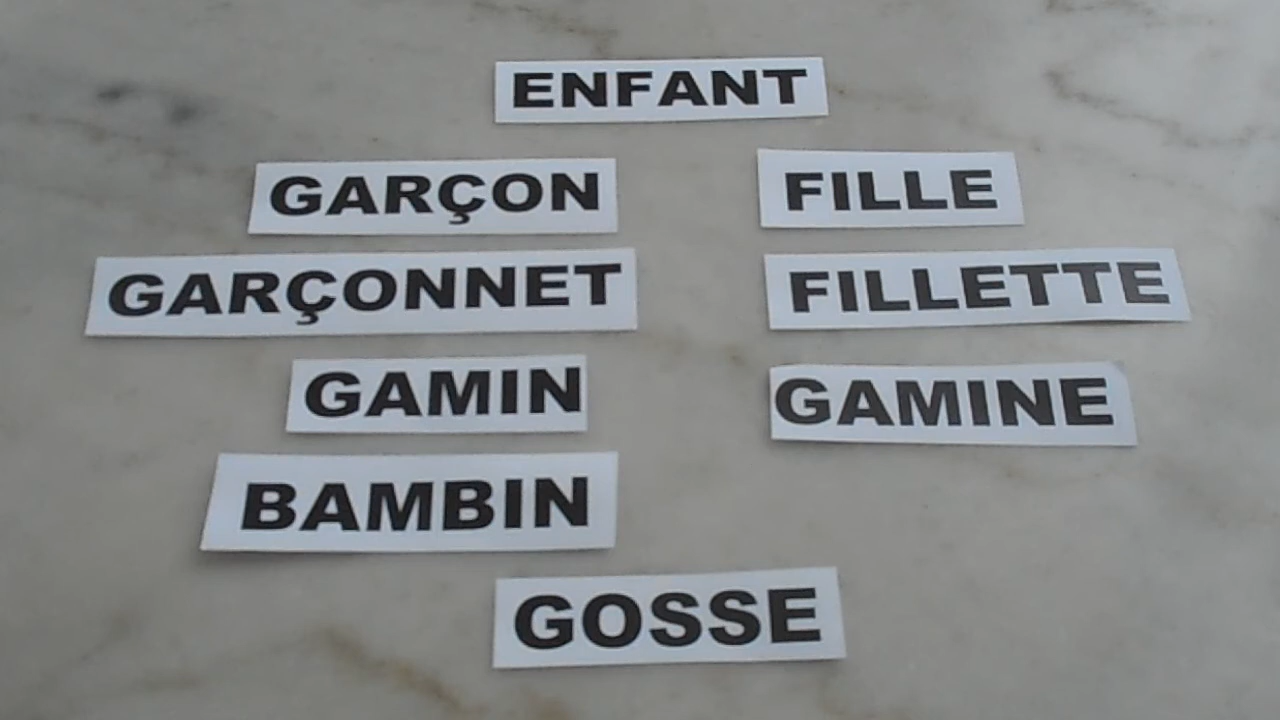 ENFANT
GARÇON FILLE
GARÇONNET FILLETTE
GAMIN GAMINE
BAMBIN
GOSSE